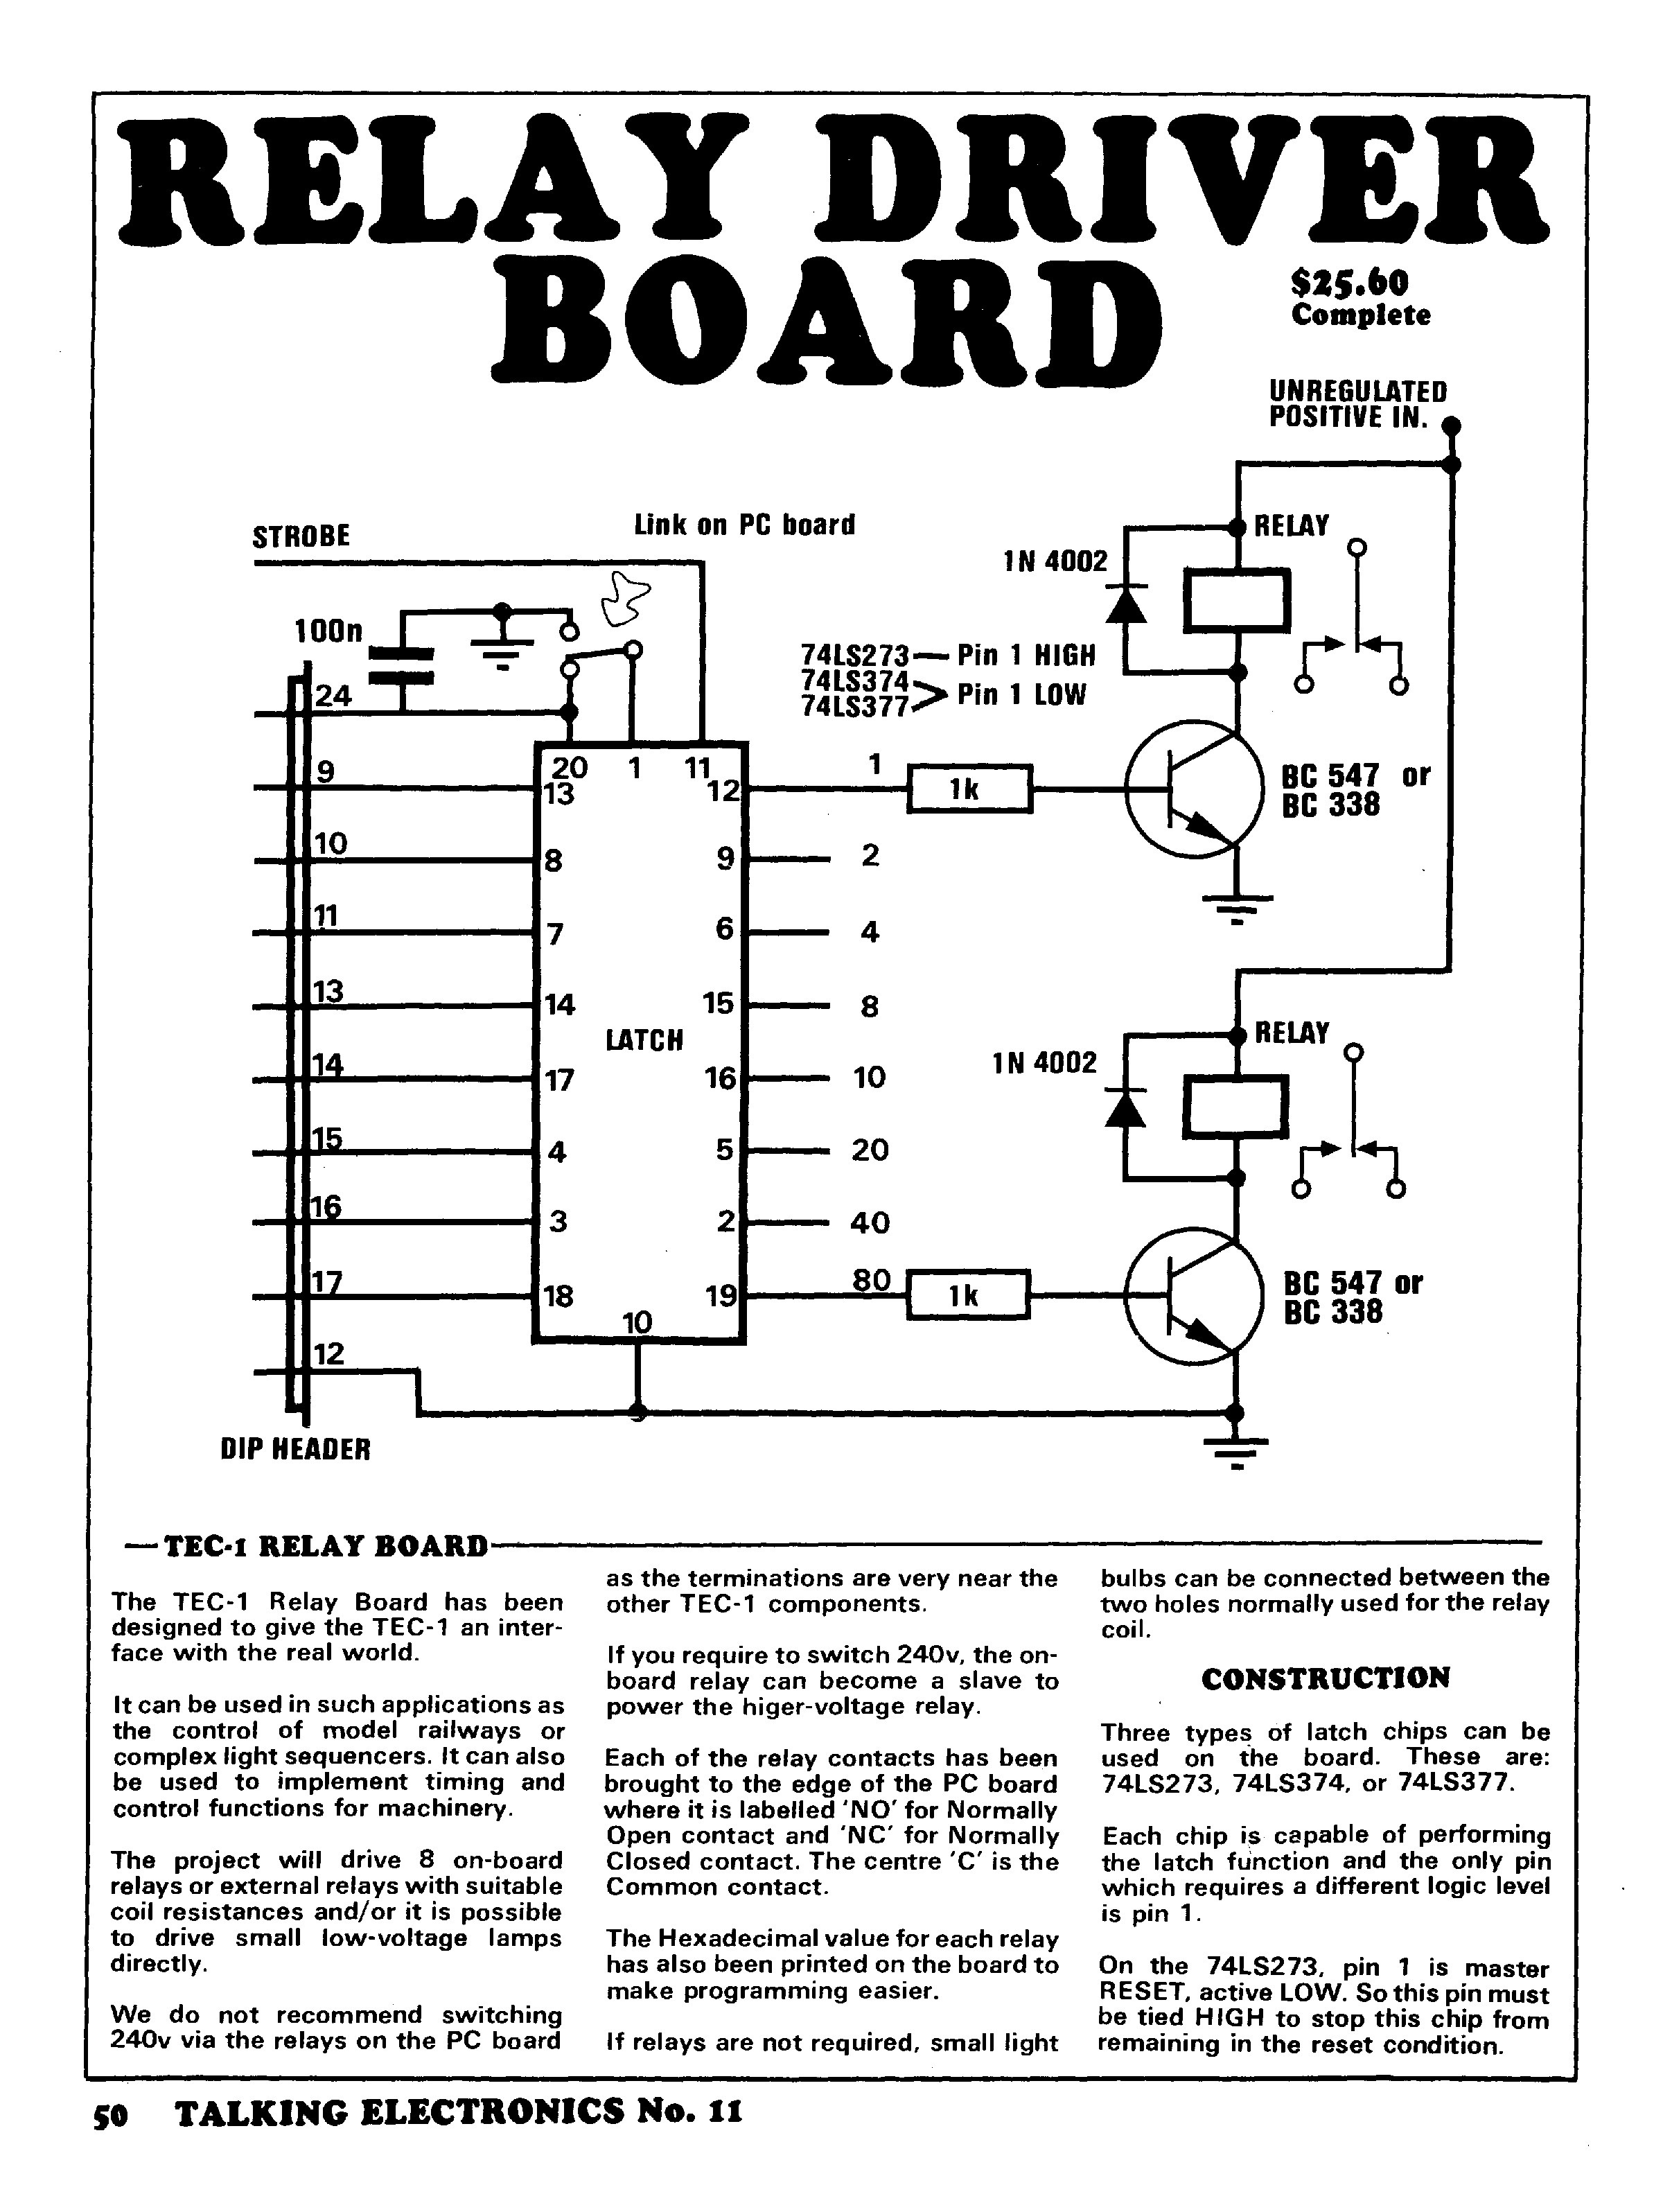 RELAY DRIVER
BOARD
$25.60
Complete
UNREGULATED
POSITIVE IN.
STROBE
Link on PC board
RELAY
1N 4002
100n
74LS273 — Pin 1 HIGH
74LS374
74LS377 > Pin 1 LOW
24
20 1 11
9 13 12 1 1k
BC 547 or
BC 338
10 8 9 2
11 7 6 4
13 14 15 8
LATCH
RELAY
1N 4002
14 17 16 10
15 4 5 20
16 3 2 40
17 18 19 80 1k
BC 547 or
BC 338
10
12
DIP HEADER
— TEC-1 RELAY BOARD
The TEC-1 Relay Board has been
designed to give the TEC-1 an inter-
face with the real world.
It can be used in such applications as
the control of model railways or
complex light sequencers. It can also
be used to implement timing and
control functions for machinery.
The project will drive 8 on-board
relays or external relays with suitable
coil resistances and/or it is possible
to drive small low-voltage lamps
directly.
We do not recommend switching
240v via the relays on the PC board
as the terminations are very near the
other TEC-1 components.
If you require to switch 240v, the on-
board relay can become a slave to
power the higer-voltage relay.
Each of the relay contacts has been
brought to the edge of the PC board
where it is labelled 'NO' for Normally
Open contact and 'NC' for Normally
Closed contact. The centre 'C' is the
Common contact.
The Hexadecimal value for each relay
has also been printed on the board to
make programming easier.
If relays are not required, small light
bulbs can be connected between the
two holes normally used for the relay
coil.
CONSTRUCTION
Three types of latch chips can be
used on the board. These are:
74LS273, 74LS374, or 74LS377.
Each chip is capable of performing
the latch function and the only pin
which requires a different logic level
is pin 1.
On the 74LS273, pin 1 is master
RESET, active LOW. So this pin must
be tied HIGH to stop this chip from
remaining in the reset condition.
50 TALKING ELECTRONICS No. 11